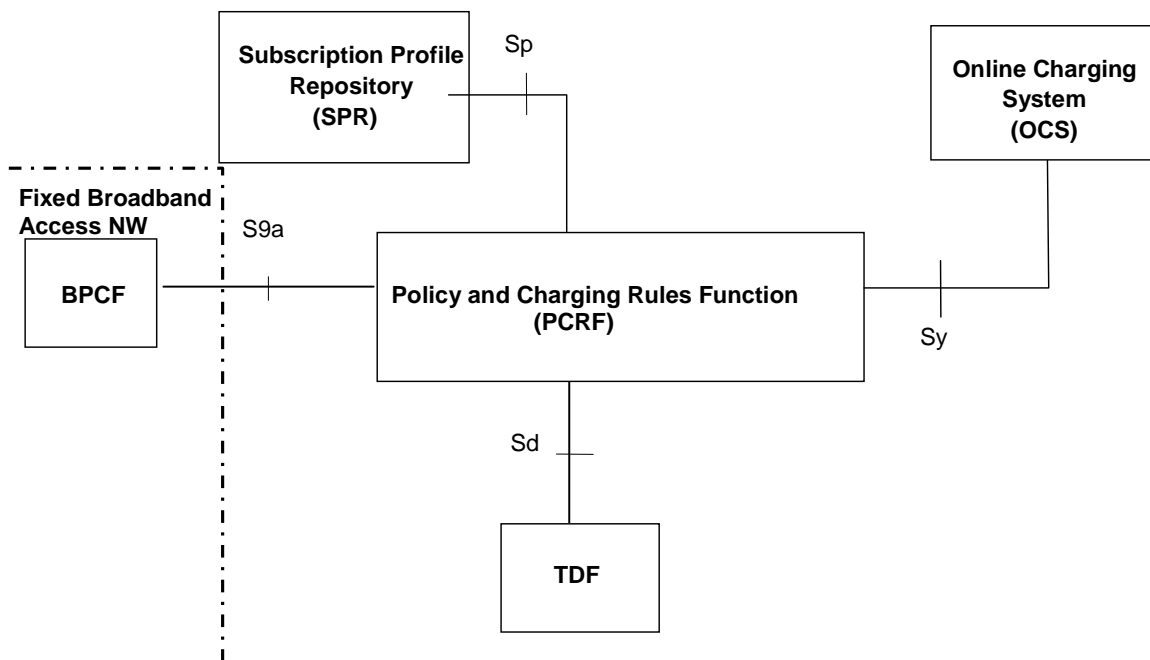 Subscription Profile
Repository
(SPR)
Sp
Online Charging
System
(OCS)
Fixed Broadband
Access NW
S9a
BPCF
Policy and Charging Rules Function
(PCRF)
Sy
Sd
TDF